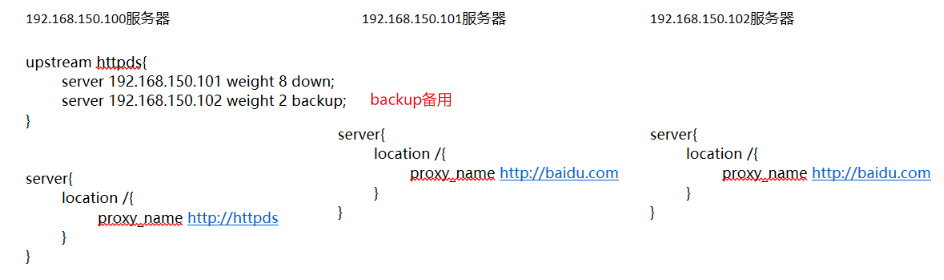 192.168.150.100服务器
upstream httpds{
server 192.168.150.101 weight 8 down;
server 192.168.150.102 weight 2 backup;
backup备用
}
server{
location /{
proxy_name http://httpds
}
}
192.168.150.101服务器
server{
location /{
proxy_name http://baidu.com
}
}
192.168.150.102服务器
server{
location /{
proxy_name http://baidu.com
}
}